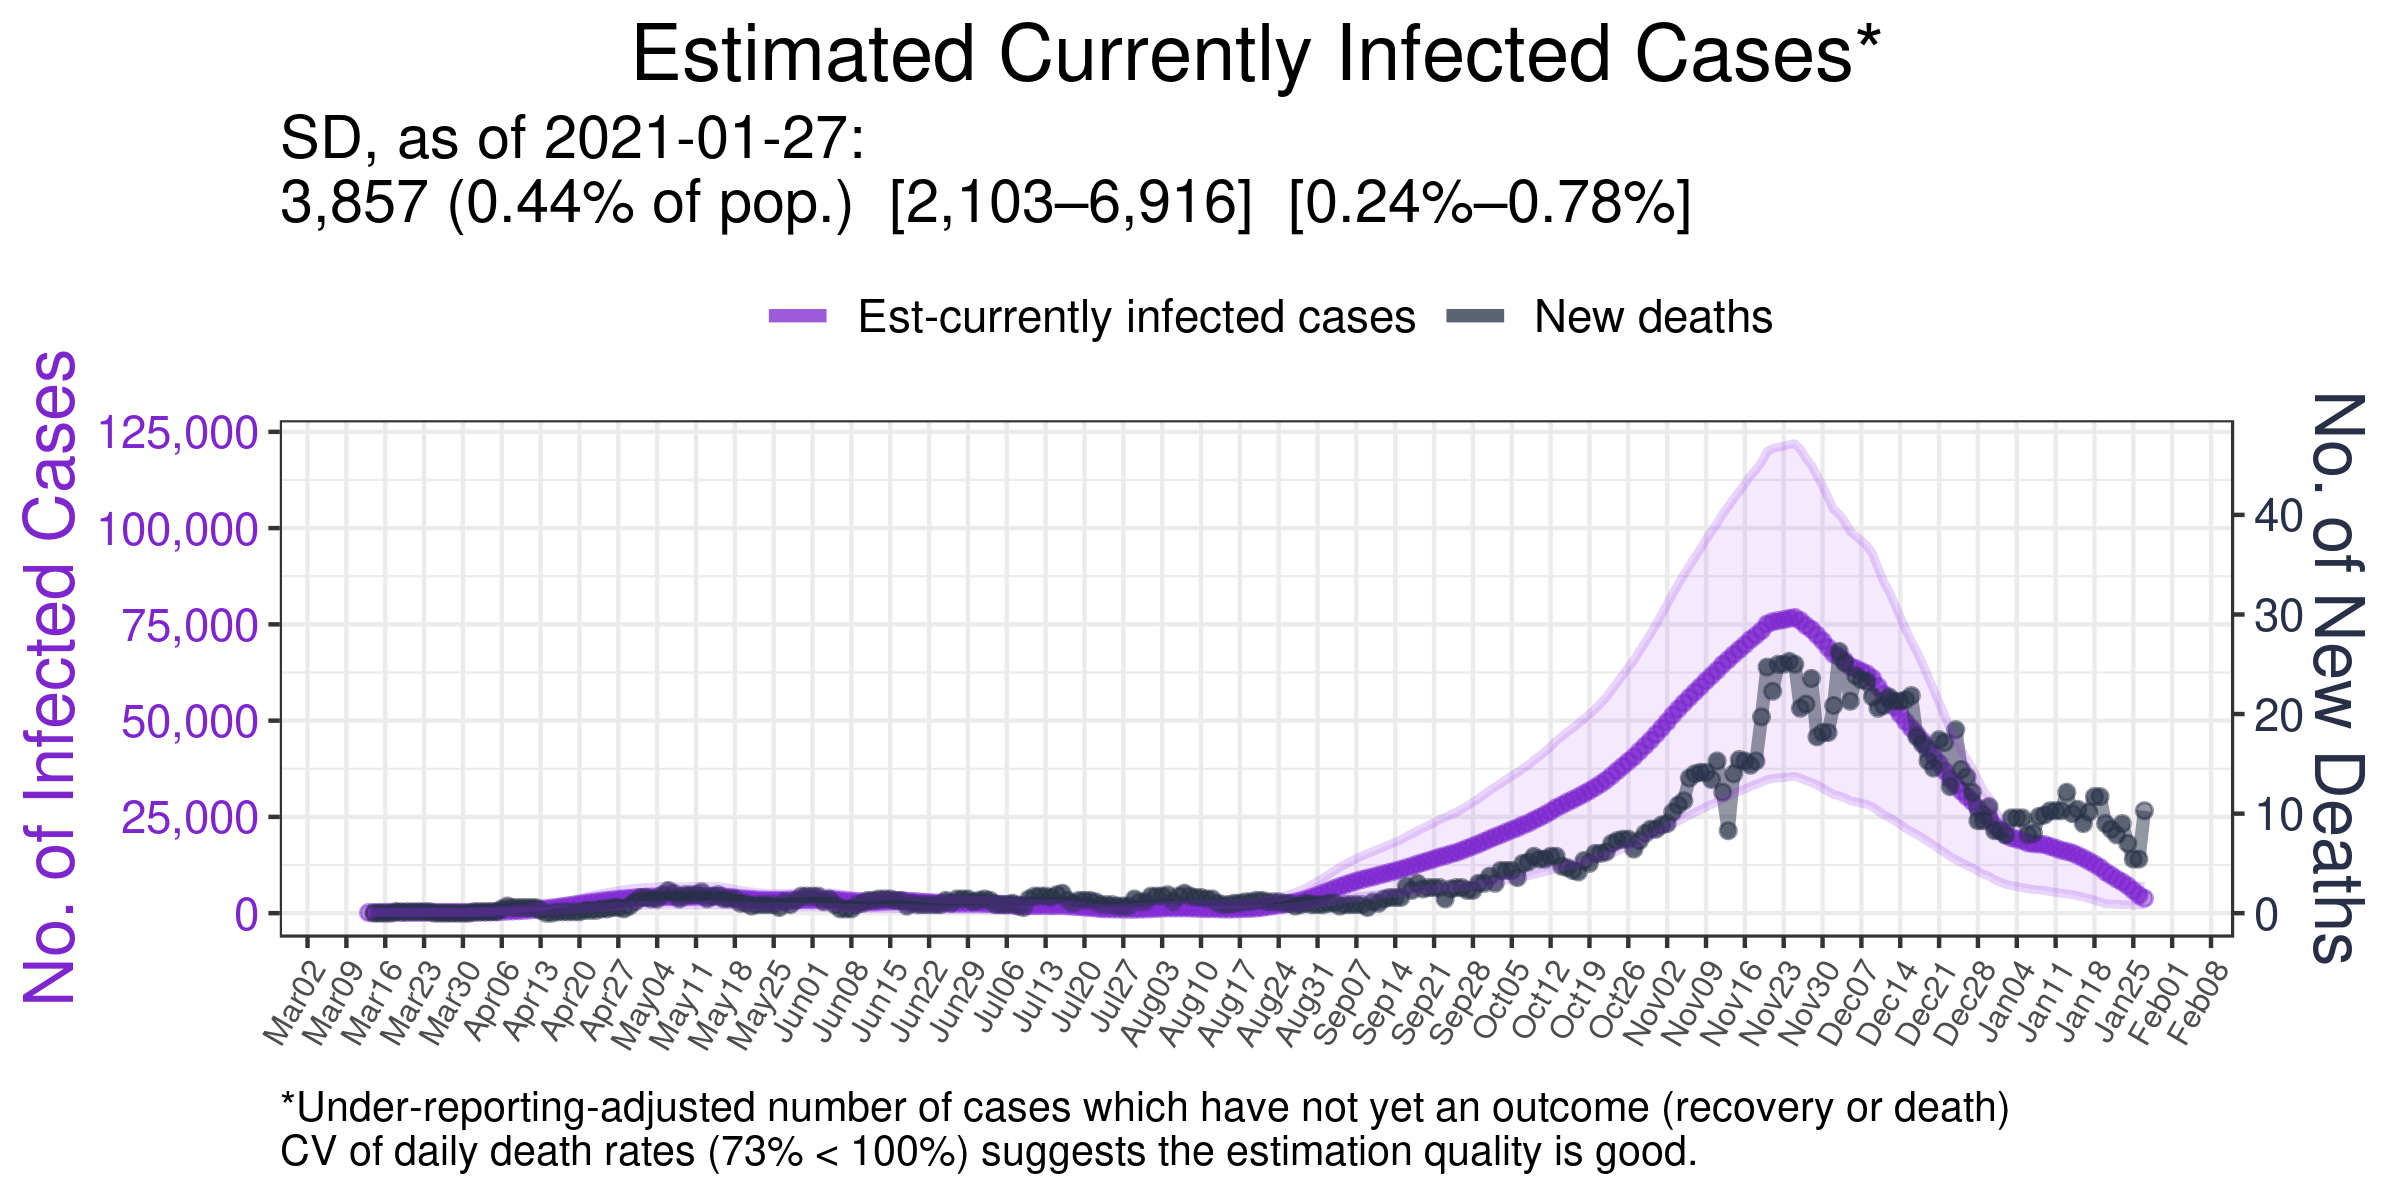 Estimated Currently Infected Cases*
SD, as of 2021-01-27:
3,857 (0.44% of pop.) [2,103–6,916] [0.24%–0.78%]
Est-currently infected cases New deaths
No. of Infected Cases
125,000
100,000
75,000
50,000
25,000
0
No. of New Deaths
40
30
20
10
0
Mar02 Mar09 Mar16 Mar23 Mar30 Apr06 Apr13 Apr20 Apr27 May04 May11 May18 May25 Jun01 Jun08 Jun15 Jun22 Jun29 Jul06 Jul13 Jul20 Jul27 Aug03 Aug10 Aug17 Aug24 Aug31 Sep07 Sep14 Sep21 Sep28 Oct05 Oct12 Oct19 Oct26 Nov02 Nov09 Nov16 Nov23 Nov30 Dec07 Dec14 Dec21 Dec28 Jan04 Jan11 Jan18 Jan25 Feb01 Feb08
*Under-reporting-adjusted number of cases which have not yet an outcome (recovery or death)
CV of daily death rates (73% < 100%) suggests the estimation quality is good.